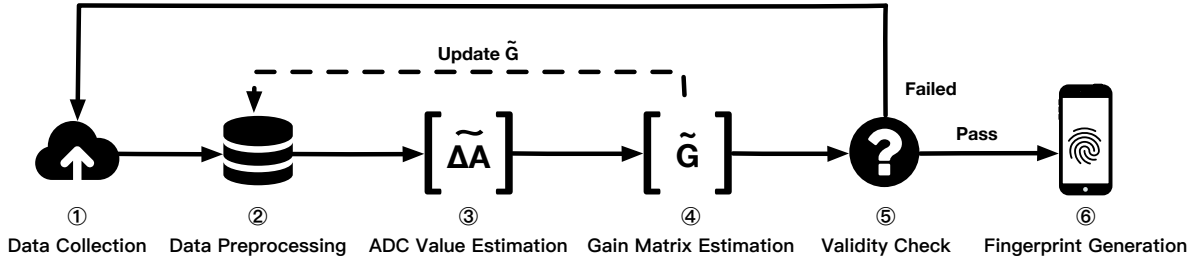 Update G̃
Failed
Pass
[ΔÃ]
[G̃]
?
① ② ③ ④ ⑤ ⑥
Data Collection Data Preprocessing ADC Value Estimation Gain Matrix Estimation Validity Check Fingerprint Generation